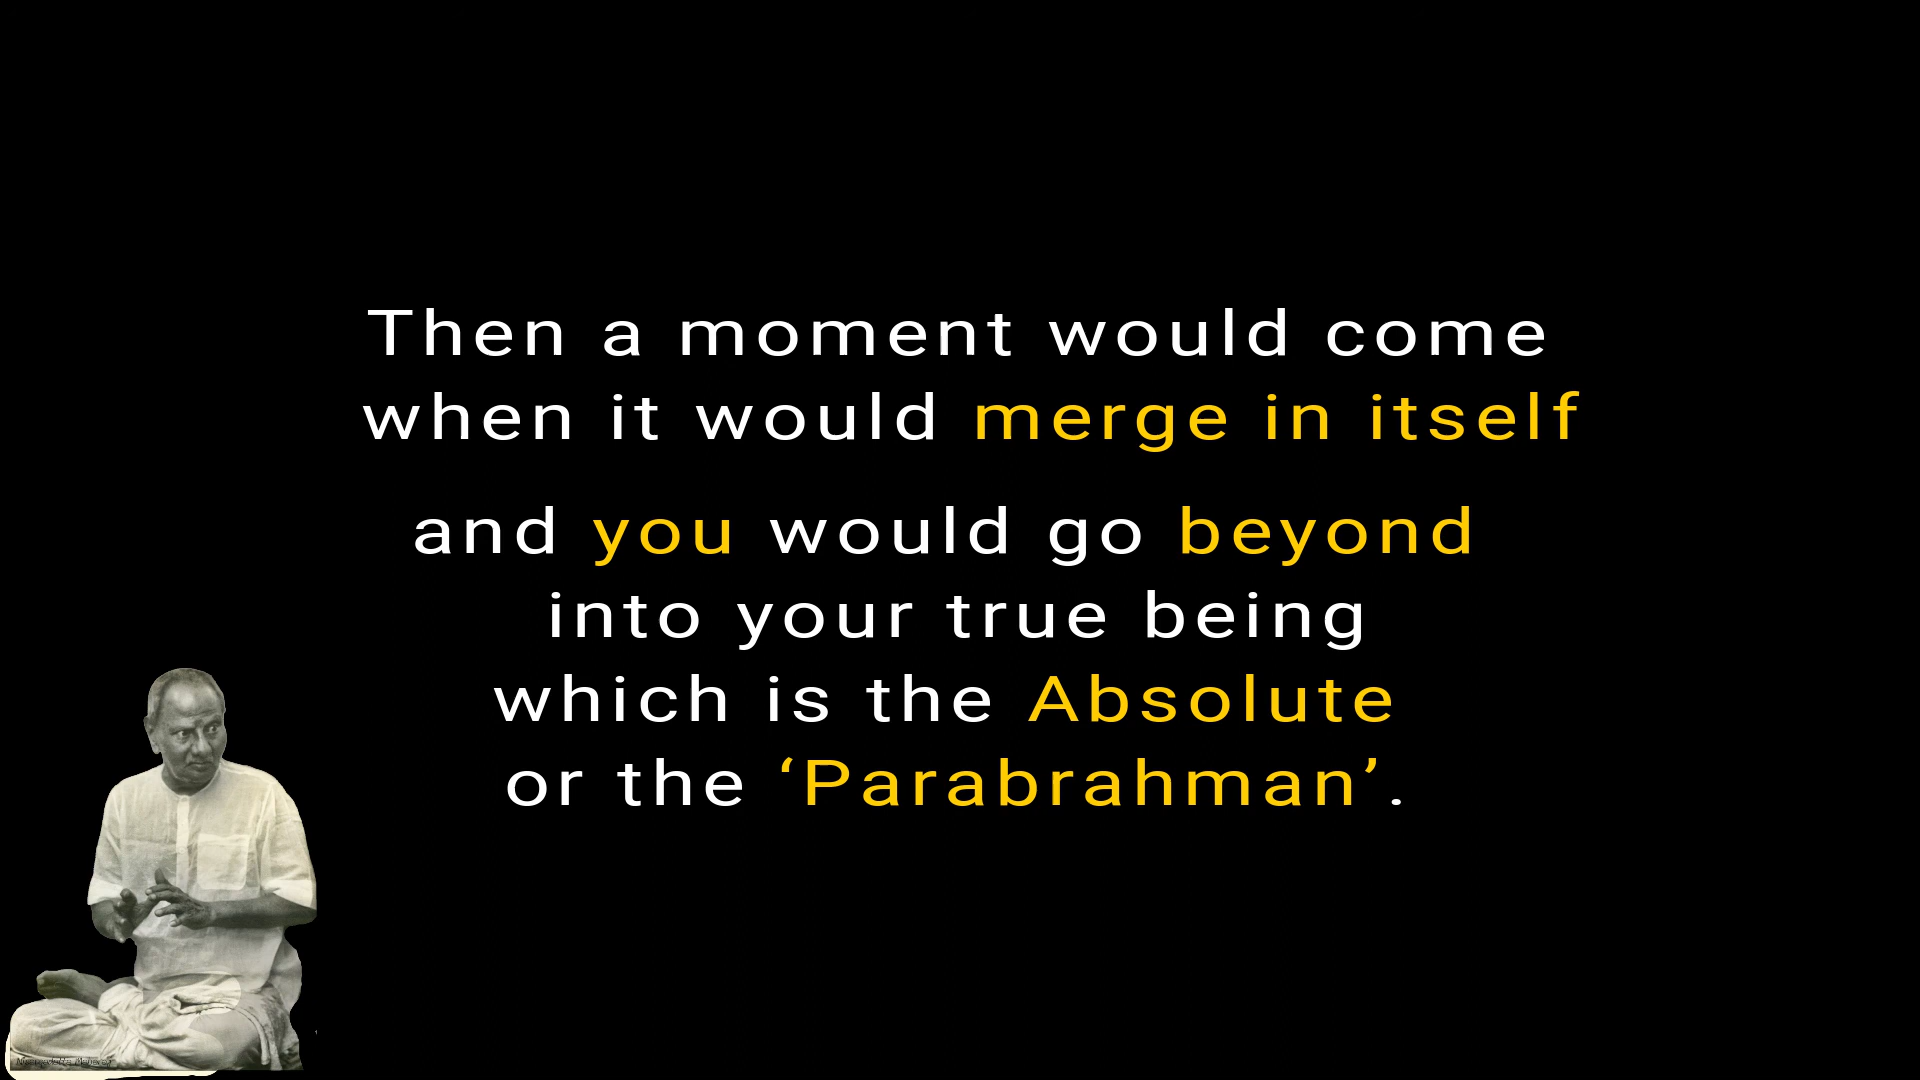 Then a moment would come
when it would merge in itself
and you would go beyond
into your true being
which is the Absolute
or the ‘Parabrahman’.